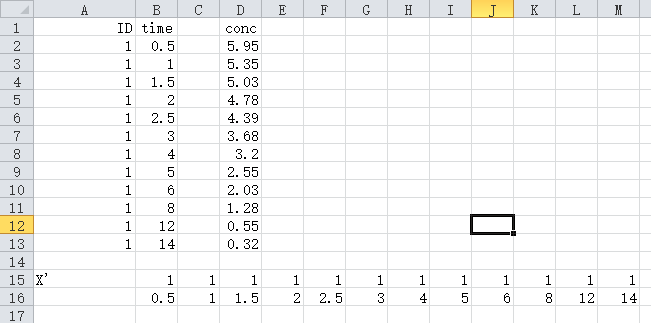 A B C D E F G H I J K L M
1 ID time conc
2 1 0.5 5.95
3 1 1 5.35
4 1 1.5 5.03
5 1 2 4.78
6 1 2.5 4.39
7 1 3 3.68
8 1 4 3.2
9 1 5 2.55
10 1 6 2.03
11 1 8 1.28
12 1 12 0.55
13 1 14 0.32
14
15 X' 1 1 1 1 1 1 1 1 1 1 1 1
16 0.5 1 1.5 2 2.5 3 4 5 6 8 12 14
17